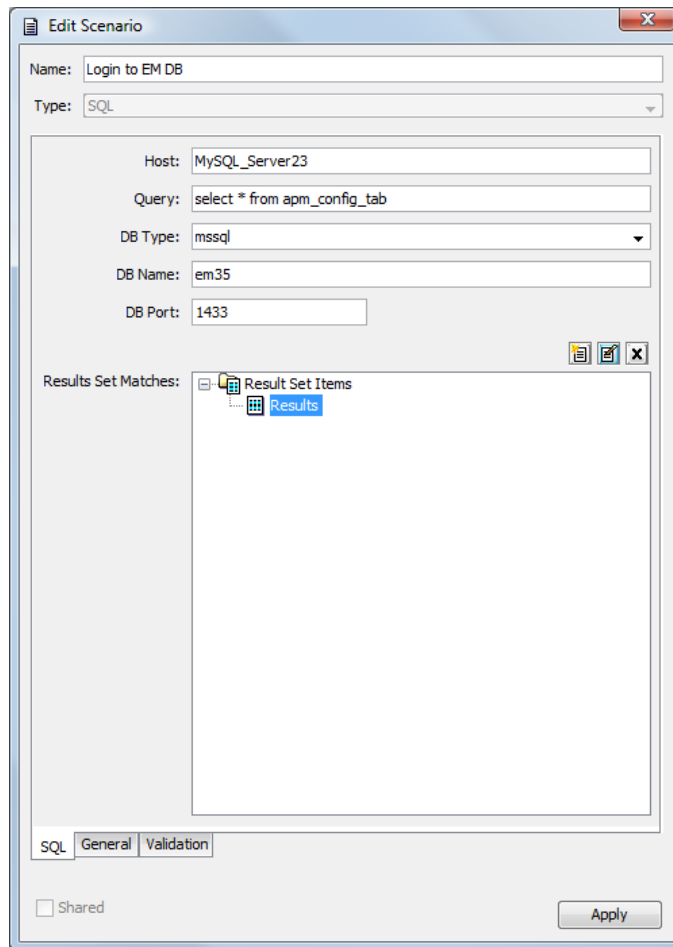 Edit Scenario
Name: Login to EM DB
Type: SQL
Host: MySQL_Server23
Query: select * from apm_config_tab
DB Type: mssql
DB Name: em35
DB Port: 1433
Results Set Matches: Result Set Items
Results
SQL General Validation
Shared
Apply